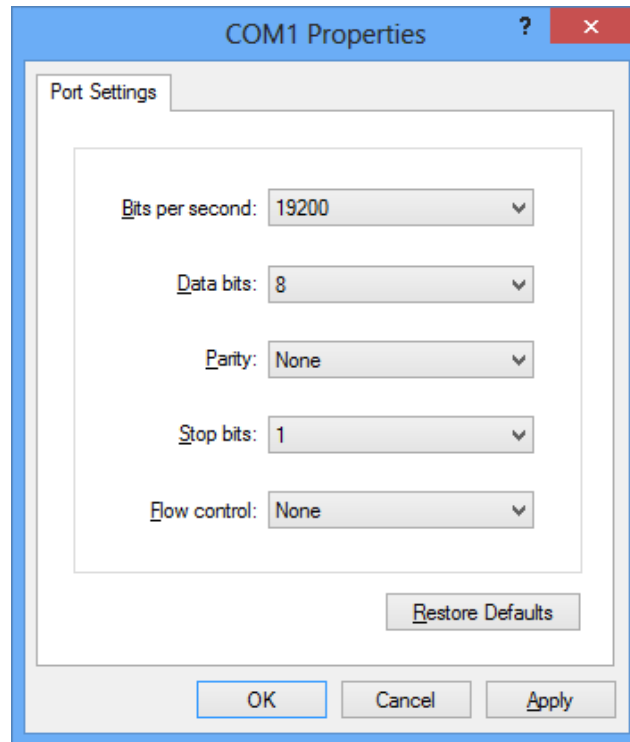 COM1 Properties ?
Port Settings
Bits per second: 19200
Data bits: 8
Parity: None
Stop bits: 1
Flow control: None
Restore Defaults
OK Cancel Apply